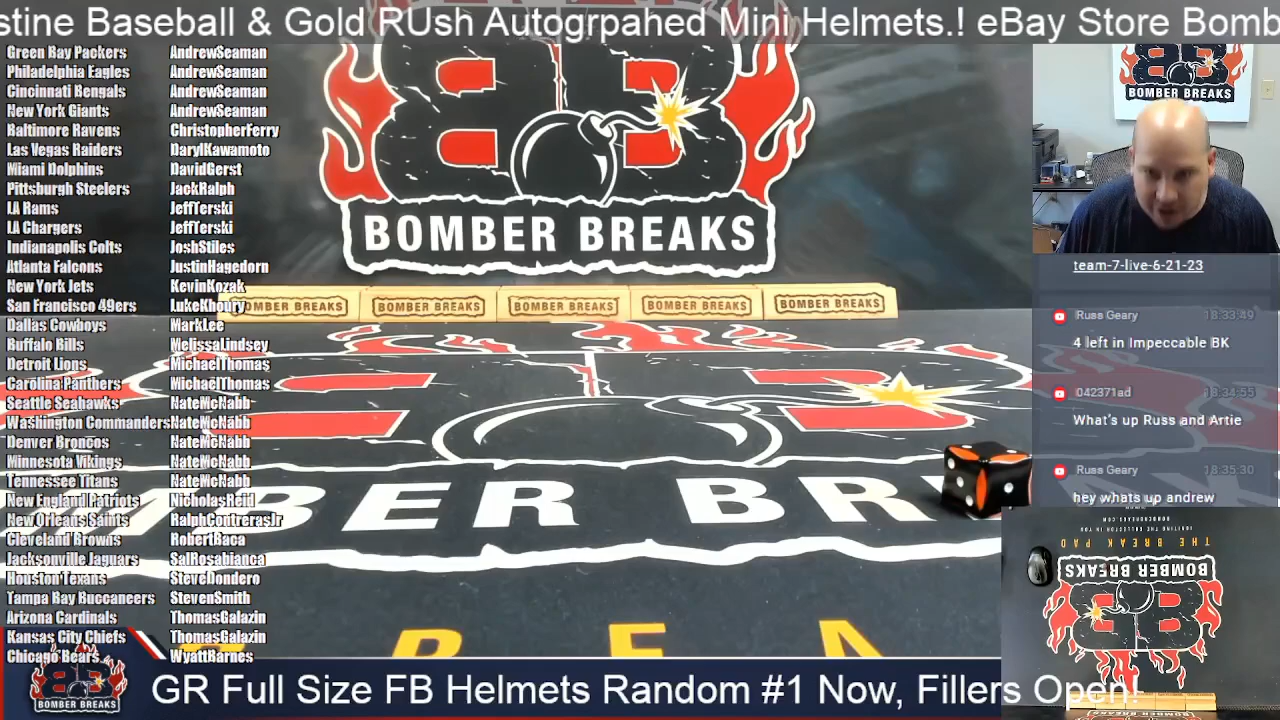 stine Baseball & Gold RUsh Autogrpahed Mini Helmets.! eBay Store Bomb
Green Bay Packers AndrewSeaman
Philadelphia Eagles AndrewSeaman
Cincinnati Bengals AndrewSeaman
New York Giants AndrewSeaman
Baltimore Ravens ChristopherFerry
Las Vegas Raiders DarylKawamoto
Miami Dolphins DavidGerst
Pittsburgh Steelers JackRalph
LA Rams JeffTerski
LA Chargers JeffTerski
Indianapolis Colts JoshStiles
Atlanta Falcons JustinHagedorn
New York Jets KevinKozak
San Francisco 49ers LukeKhoury
Dallas Cowboys MarkLee
Buffalo Bills MelissaLindsey
Detroit Lions MichaelThomas
Carolina Panthers MichaelThomas
Seattle Seahawks NateMcNabb
Washington Commanders NateMcNabb
Denver Broncos NateMcNabb
Minnesota Vikings NateMcNabb
Tennessee Titans NateMcNabb
New England Patriots NicholasReid
New Orleans Saints RalphContrerasJr
Cleveland Browns RobertBaca
Jacksonville Jaguars SalRosabianca
Houston Texans SteveDondero
Tampa Bay Buccaneers StevenSmith
Arizona Cardinals ThomasGalazin
Kansas City Chiefs ThomasGalazin
Chicago Bears WyattBarnes
BB
BOMBER BREAKS
OMBER BREAKS
BOMBER BREAKS
BOMBER BREAKS
BOMBER BREAKS
BOMBER BREAKS
MBER BR
BREA
BOMBER BREAKS
team-7-live-6-21-23
Russ Geary 18:33:49
4 left in Impeccable BK
042371ad 18:34:55
What's up Russ and Artie
Russ Geary 18:35:30
hey whats up andrew
THE BREAK PAD
BOMBER BREAKS
BOMBER BREAKS
GR Full Size FB Helmets Random #1 Now, Fillers Open!